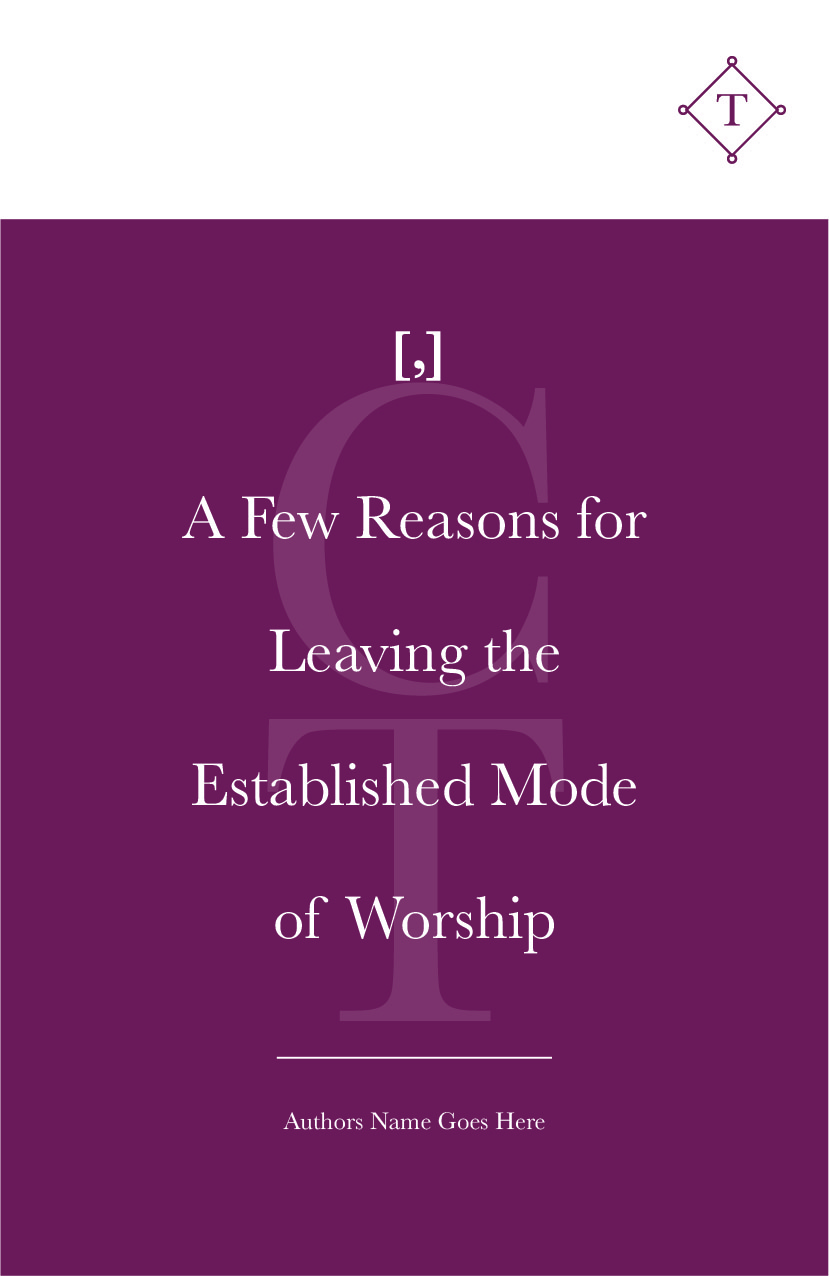 T
[,]
C
A Few Reasons for
Leaving the
T
Established Mode
of Worship
Authors Name Goes Here